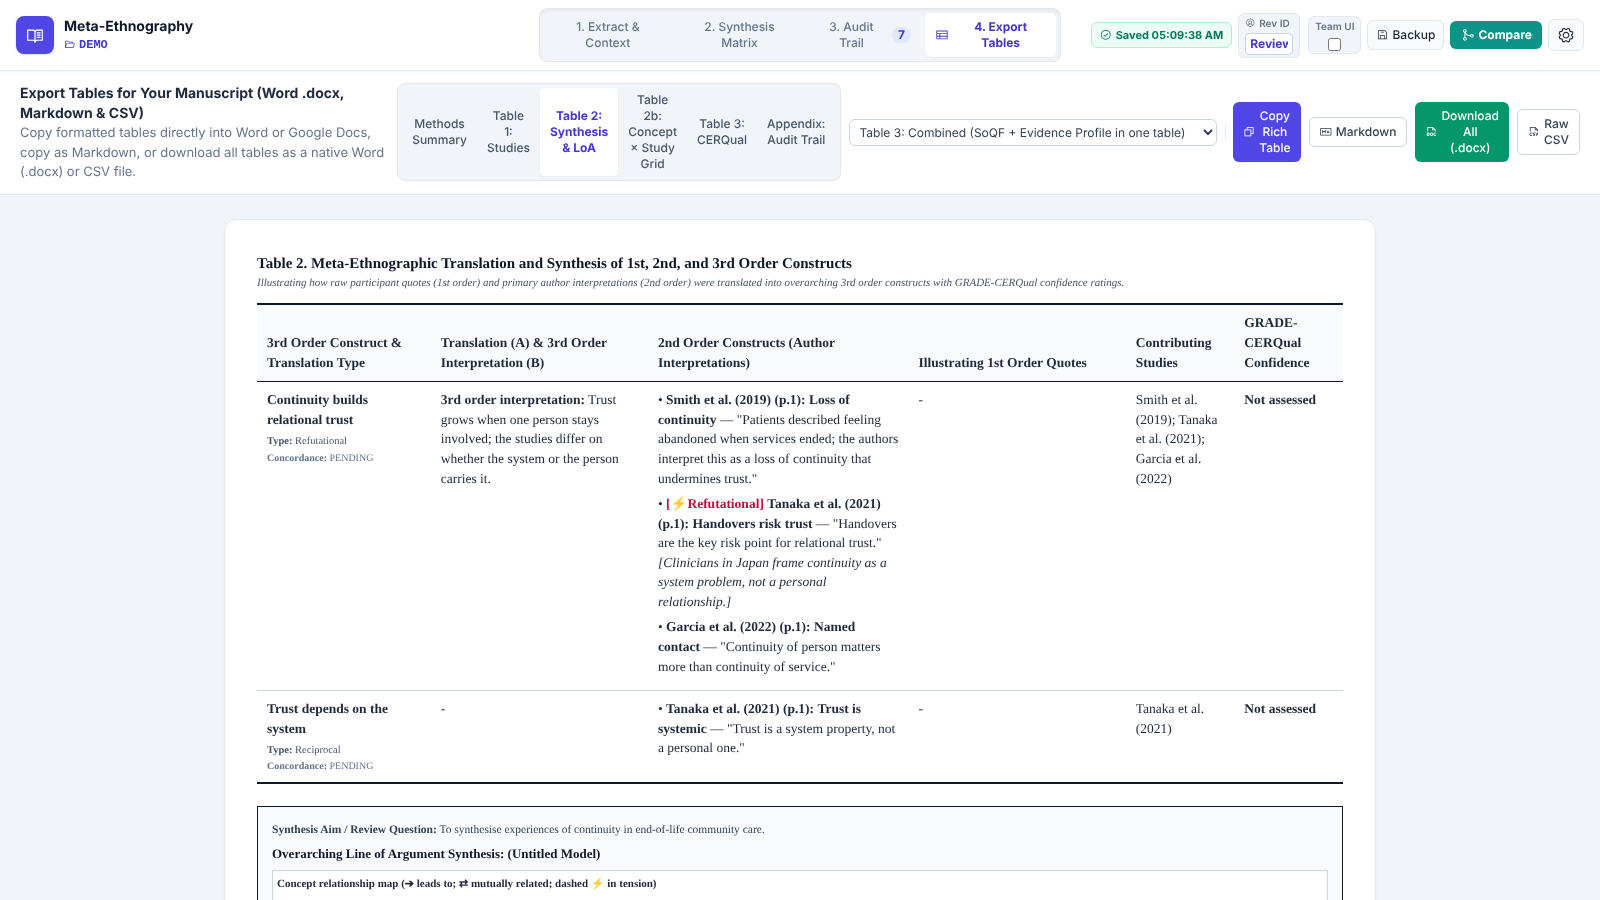 Meta-Ethnography
DEMO
1. Extract &
Context
2. Synthesis
Matrix
3. Audit
Trail
7
4. Export
Tables
Saved 05:09:38 AM
Rev ID
Review
Team UI
Backup
Compare
Export Tables for Your Manuscript (Word .docx,
Markdown & CSV)
Copy formatted tables directly into Word or Google Docs,
copy as Markdown, or download all tables as a native Word
(.docx) or CSV file.
Methods
Summary
Table
1:
Studies
Table 2:
Synthesis
& LoA
Table
2b:
Concept
× Study
Grid
Table 3:
CERQual
Appendix:
Audit Trail
Table 3: Combined (SoQF + Evidence Profile in one table)
Copy
Rich
Table
Markdown
Download
All
(.docx)
Raw
CSV
Table 2. Meta-Ethnographic Translation and Synthesis of 1st, 2nd, and 3rd Order Constructs
Illustrating how raw participant quotes (1st order) and primary author interpretations (2nd order) were translated into overarching 3rd order constructs with GRADE-CERQual confidence ratings.
3rd Order Construct &
Translation Type
Translation (A) & 3rd Order
Interpretation (B)
2nd Order Constructs (Author
Interpretations)
Illustrating 1st Order Quotes
Contributing
Studies
GRADE-
CERQual
Confidence
Continuity builds
relational trust
Type: Refutational
Concordance: PENDING
3rd order interpretation: Trust
grows when one person stays
involved; the studies differ on
whether the system or the person
carries it.
• Smith et al. (2019) (p.1): Loss of
continuity — "Patients described feeling
abandoned when services ended; the authors
interpret this as a loss of continuity that
undermines trust."
• [⚡Refutational] Tanaka et al. (2021)
(p.1): Handovers risk trust — "Handovers
are the key risk point for relational trust."
[Clinicians in Japan frame continuity as a
system problem, not a personal
relationship.]
• Garcia et al. (2022) (p.1): Named
contact — "Continuity of person matters
more than continuity of service."
-
Smith et al.
(2019); Tanaka
et al. (2021);
Garcia et al.
(2022)
Not assessed
Trust depends on the
system
Type: Reciprocal
Concordance: PENDING
-
• Tanaka et al. (2021) (p.1): Trust is
systemic — "Trust is a system property, not
a personal one."
-
Tanaka et al.
(2021)
Not assessed
Synthesis Aim / Review Question: To synthesise experiences of continuity in end-of-life community care.
Overarching Line of Argument Synthesis: (Untitled Model)
Concept relationship map (➔ leads to; ⇄ mutually related; dashed ⚡ in tension)